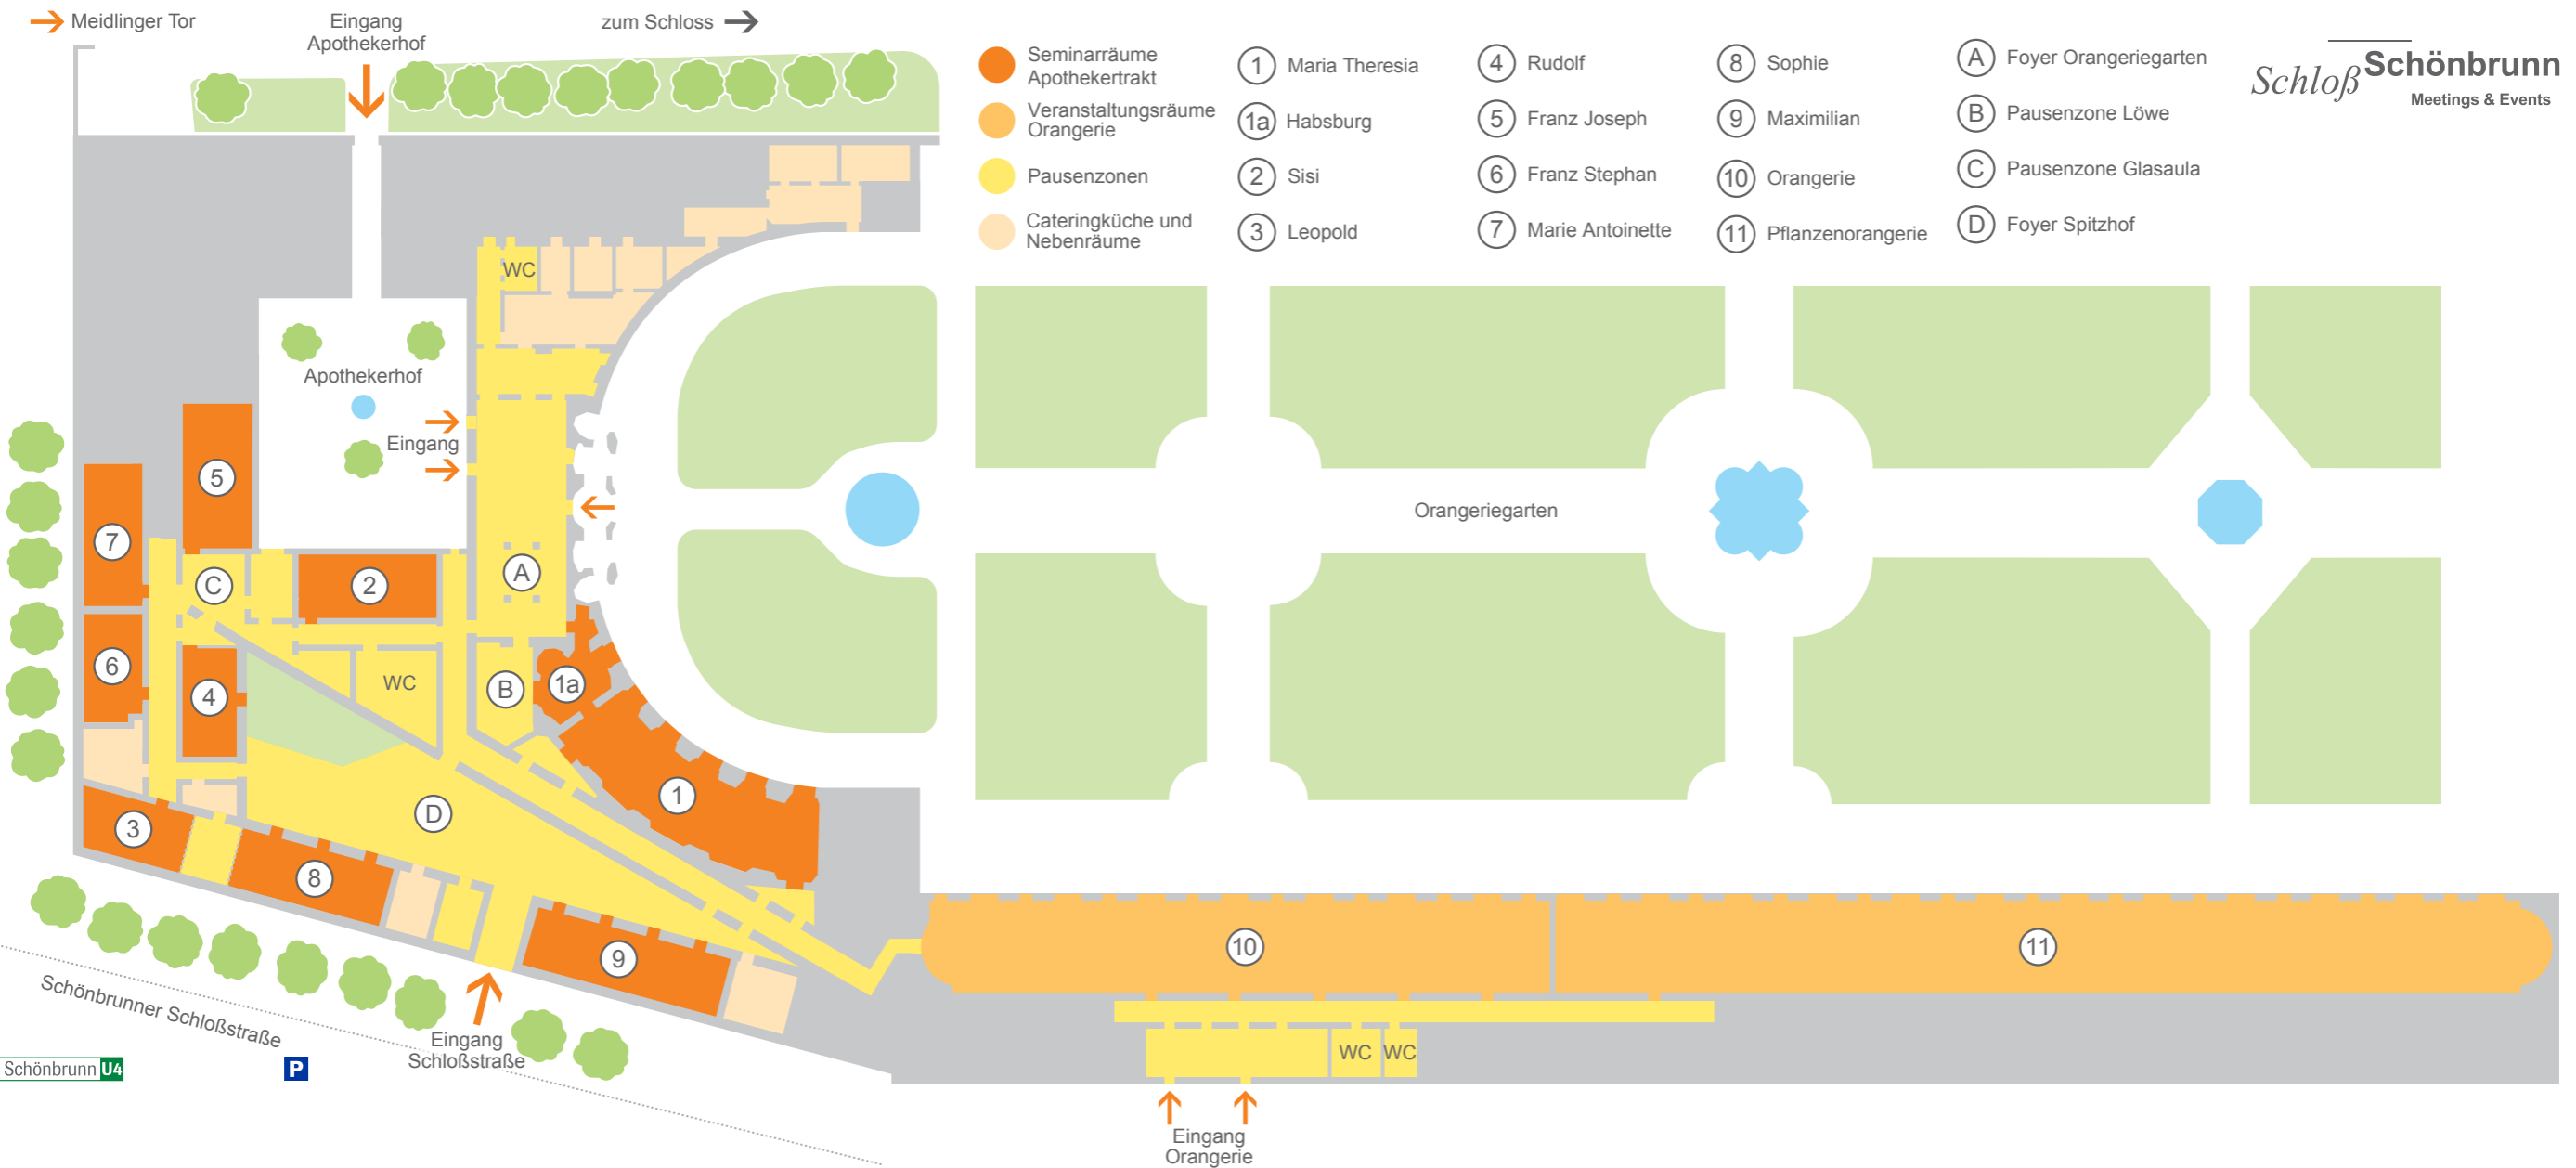 Meidlinger Tor
Eingang
Apothekerhof
zum Schloss
Seminarräume
Apothekertrakt
Veranstaltungsräume
Orangerie
Pausenzonen
Cateringküche und
Nebenräume
1 Maria Theresia
1a Habsburg
2 Sisi
3 Leopold
4 Rudolf
5 Franz Joseph
6 Franz Stephan
7 Marie Antoinette
8 Sophie
9 Maximilian
10 Orangerie
11 Pflanzenorangerie
A Foyer Orangeriegarten
B Pausenzone Löwe
C Pausenzone Glasaula
D Foyer Spitzhof
Schloß Schönbrunn
Meetings & Events
WC
Apothekerhof
Eingang
5
7
C
2
A
6
4
WC
B
1a
1
3
D
8
9
Orangeriegarten
10
11
WC
WC
Schönbrunner Schloßstraße
Eingang
Schloßstraße
Schönbrunn U4
P
Eingang
Orangerie